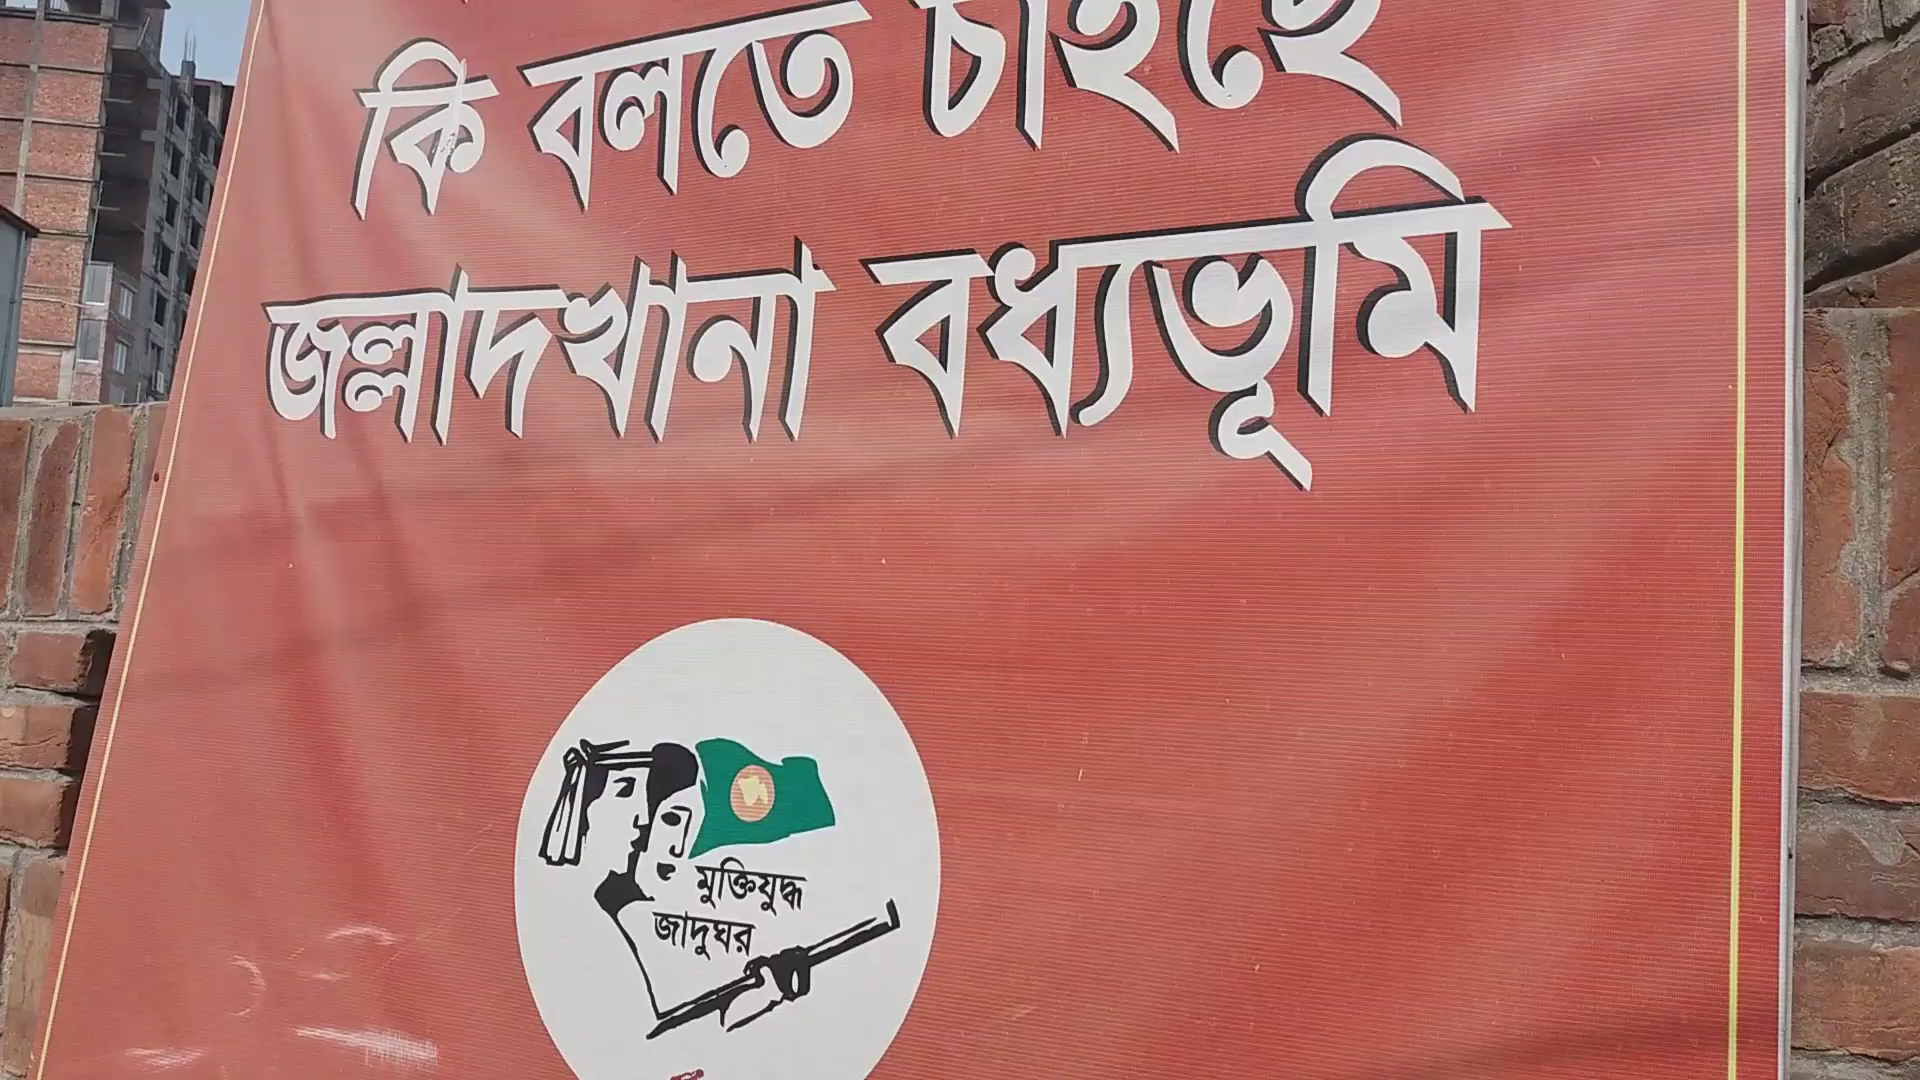 কি বলতে চাইছে
জল্লাদখানা বধ্যভূমি
মুক্তিযুদ্ধ
জাদুঘর